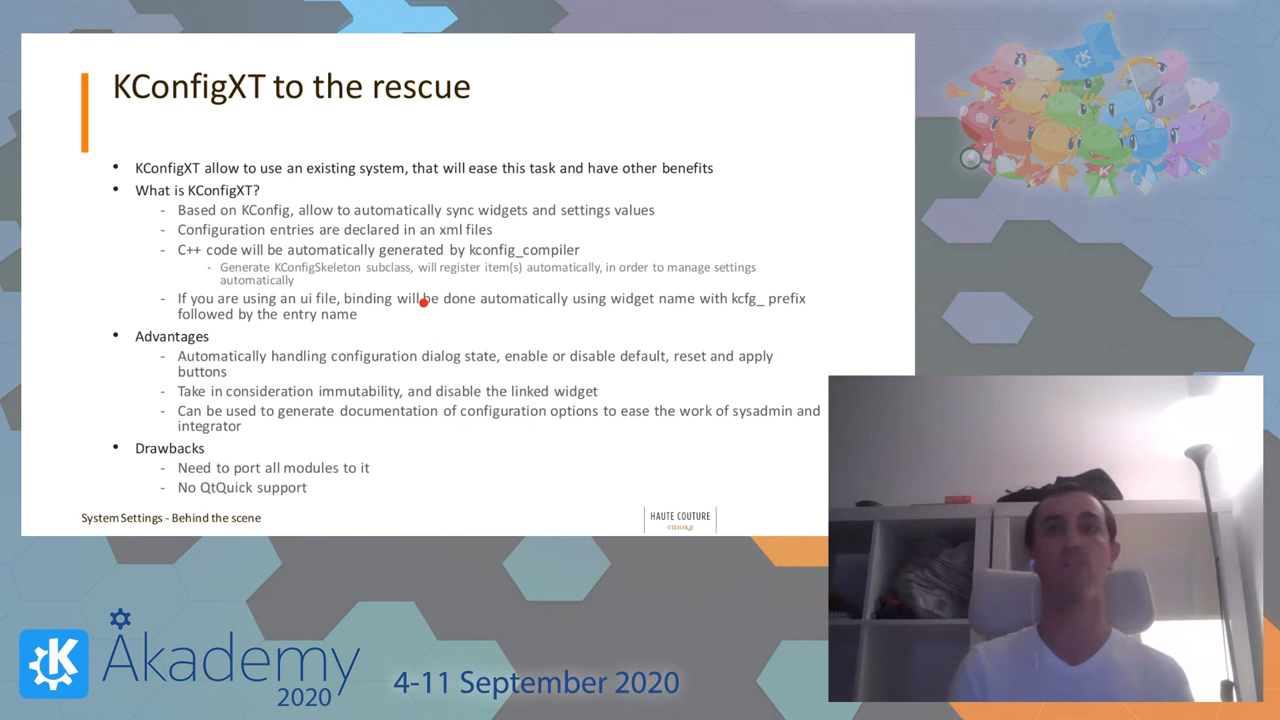 KConfigXT to the rescue
• KConfigXT allow to use an existing system, that will ease this task and have other benefits
• What is KConfigXT?
- Based on KConfig, allow to automatically sync widgets and settings values
- Configuration entries are declared in an xml files
- C++ code will be automatically generated by kconfig_compiler
- Generate KConfigSkeleton subclass, will register item(s) automatically, in order to manage settings
automatically
- If you are using an ui file, binding will be done automatically using widget name with kcfg_ prefix
followed by the entry name
• Advantages
- Automatically handling configuration dialog state, enable or disable default, reset and apply
buttons
- Take in consideration immutability, and disable the linked widget
- Can be used to generate documentation of configuration options to ease the work of sysadmin and
integrator
• Drawbacks
- Need to port all modules to it
- No QtQuick support
System Settings - Behind the scene
HAUTE COUTURE
enioka
K
Akademy
2020
4-11 September 2020